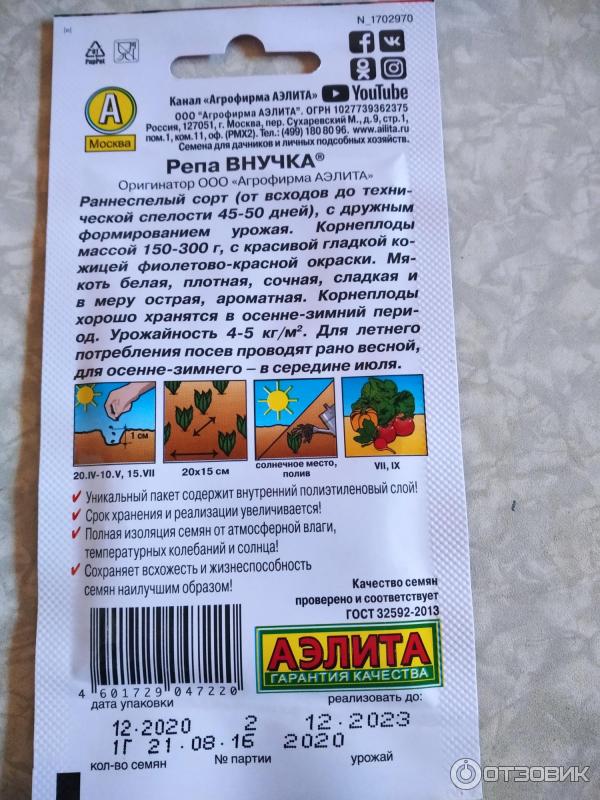 N_1702970
PapPet
Канал «Агрофирма АЭЛИТА» YouTube
А
Москва
ООО "Агрофирма АЭЛИТА". ОГРН 1027739362375
Россия, 127051, г. Москва, пер. Сухаревский М., д.9, стр.1,
пом.1, ком.11, оф. (РМХ2). Тел.: (499) 180 80 96. www.ailita.ru
Семена для дачников и личных подсобных хозяйств.
Репа ВНУЧКА®
Оригинатор ООО «Агрофирма АЭЛИТА»
Раннеспелый сорт (от всходов до техни-
ческой спелости 45-50 дней), с дружным
формированием урожая. Корнеплоды
массой 150-300 г, с красивой гладкой ко-
жицей фиолетово-красной окраски. Мя-
коть белая, плотная, сочная, сладкая и
в меру острая, ароматная. Корнеплоды
хорошо хранятся в осенне-зимний пери-
од. Урожайность 4-5 кг/м². Для летнего
потребления посев проводят рано весной,
для осенне-зимнего – в середине июля.
1 см
20.IV-10.V, 15.VII
20x15 см
солнечное место,
полив
VII, IX
Уникальный пакет содержит внутренний полиэтиленовый слой!
Срок хранения и реализации увеличивается!
Полная изоляция семян от атмосферной влаги,
температурных колебаний и солнца!
Сохраняет всхожесть и жизнеспособность
семян наилучшим образом!
Качество семян
проверено и соответствует
ГОСТ 32592-2013
АЭЛИТА
ГАРАНТИЯ КАЧЕСТВА
4 601729 047220
дата упаковки
реализовать до:
12.2020 2 12.2023
1Г 21.08.16 2020
кол-во семян № партии урожай
ОТЗОВИК